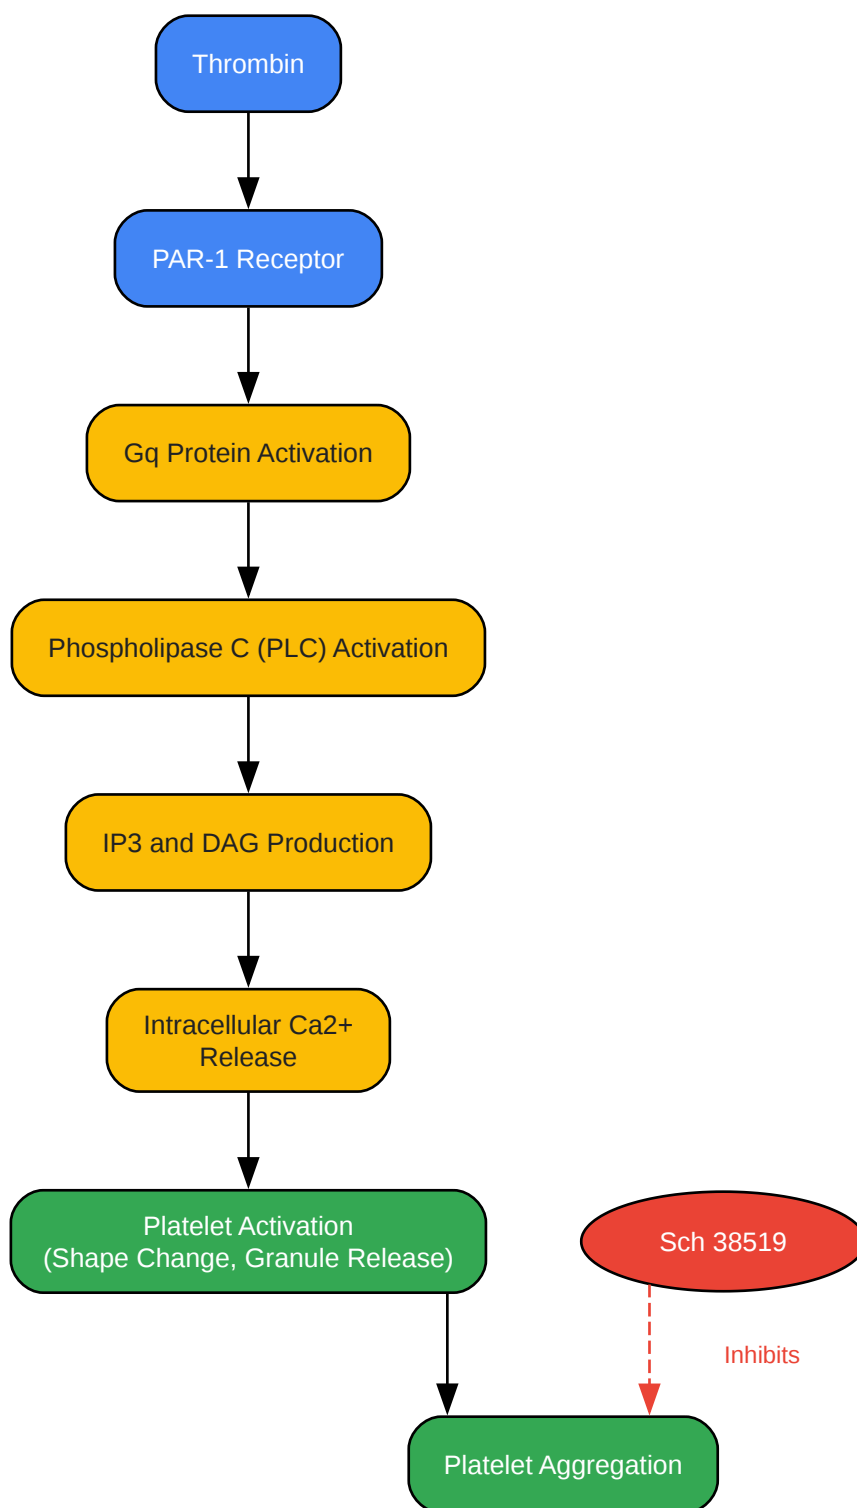 Thrombin
PAR-1 Receptor
Gq Protein Activation
Phospholipase C (PLC) Activation
IP3 and DAG Production
Intracellular Ca2+
Release
Platelet Activation
(Shape Change, Granule Release)
Sch 38519
Inhibits
Platelet Aggregation